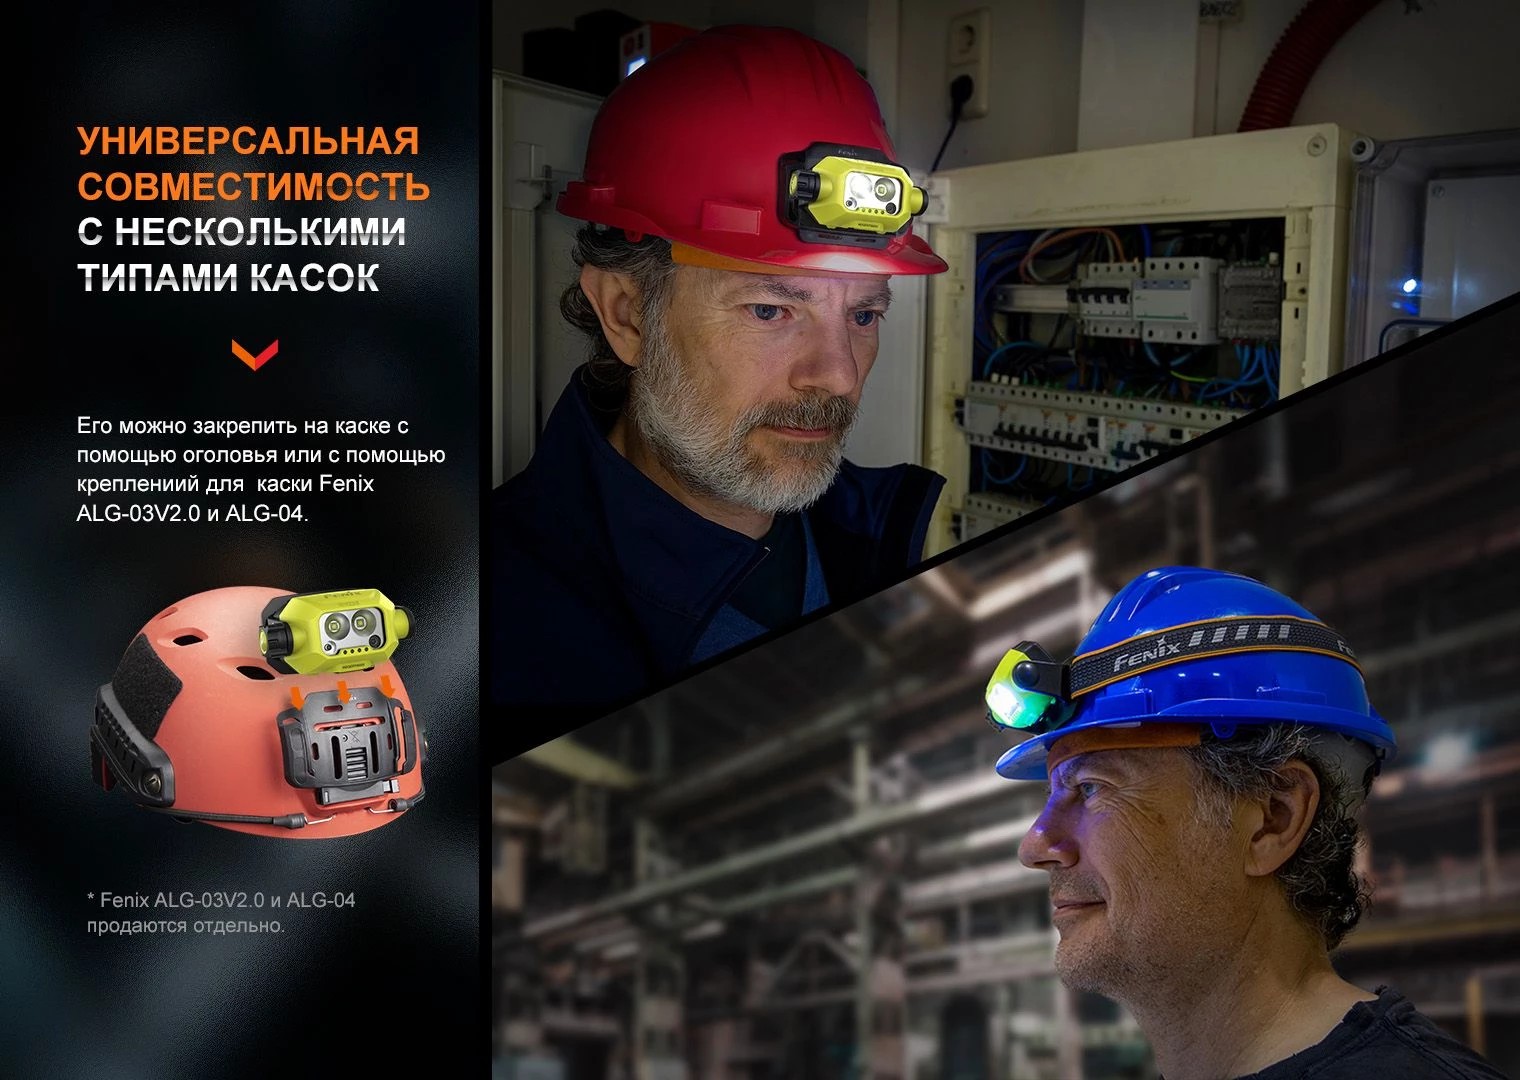 УНИВЕРСАЛЬНАЯ
СОВМЕСТИМОСТЬ
С НЕСКОЛЬКИМИ
ТИПАМИ КАСОК
Его можно закрепить на каске с
помощью оголовья или с помощью
креплениий для каски Fenix
ALG-03V2.0 и ALG-04.
Fenix
* Fenix ALG-03V2.0 и ALG-04
продаются отдельно.
Fenix
FENIX